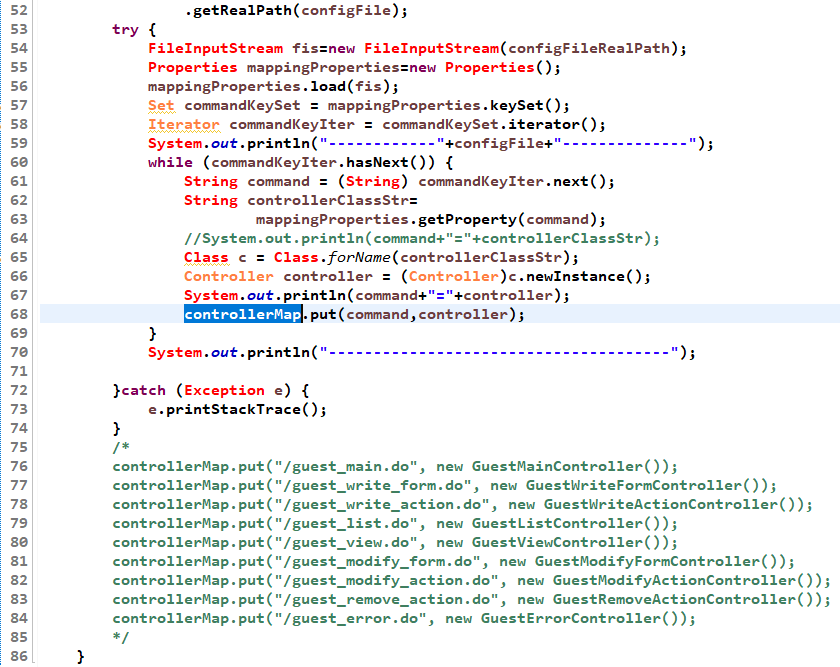 52                 .getRealPath(configFile);
53         try {
54             FileInputStream fis=new FileInputStream(configFileRealPath);
55             Properties mappingProperties=new Properties();
56             mappingProperties.load(fis);
57             Set commandKeySet = mappingProperties.keySet();
58             Iterator commandKeyIter = commandKeySet.iterator();
59             System.out.println("------------"+configFile+"--------------");
60             while (commandKeyIter.hasNext()) {
61                 String command = (String) commandKeyIter.next();
62                 String controllerClassStr=
63                         mappingProperties.getProperty(command);
64                 //System.out.println(command+"="+controllerClassStr);
65                 Class c = Class.forName(controllerClassStr);
66                 Controller controller = (Controller)c.newInstance();
67                 System.out.println(command+"="+controller);
68                 controllerMap.put(command,controller);
69             }
70             System.out.println("--------------------------------------");
71
72         }catch (Exception e) {
73             e.printStackTrace();
74         }
75         /*
76         controllerMap.put("/guest_main.do", new GuestMainController());
77         controllerMap.put("/guest_write_form.do", new GuestWriteFormController());
78         controllerMap.put("/guest_write_action.do", new GuestWriteActionController());
79         controllerMap.put("/guest_list.do", new GuestListController());
80         controllerMap.put("/guest_view.do", new GuestViewController());
81         controllerMap.put("/guest_modify_form.do", new GuestModifyFormController());
82         controllerMap.put("/guest_modify_action.do", new GuestModifyActionController());
83         controllerMap.put("/guest_remove_action.do", new GuestRemoveActionController());
84         controllerMap.put("/guest_error.do", new GuestErrorController());
85         */
86     }